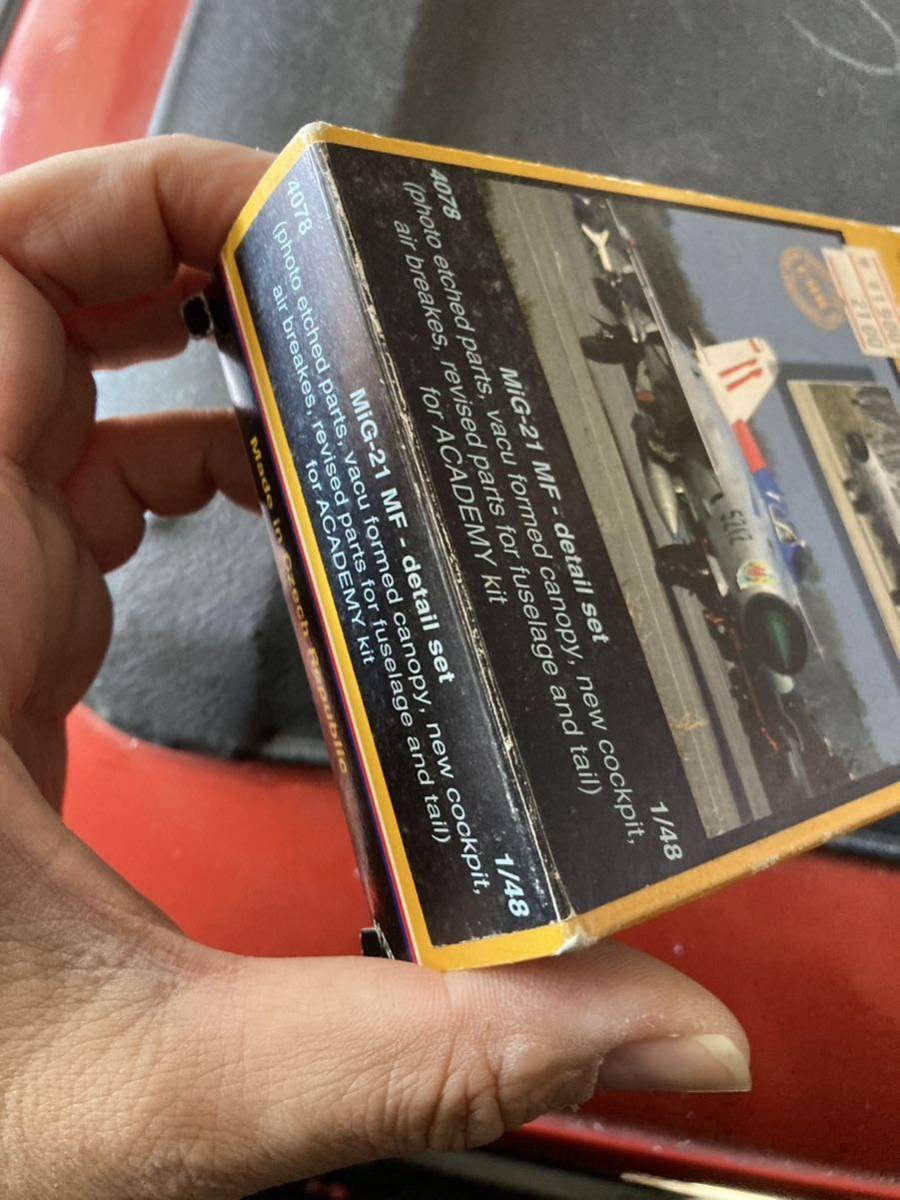 4078
MiG-21 MF - detail set
1/48
(photo etched parts, vacu formed canopy, new cockpit,
air breakes, revised parts for fuselage and tail)
for ACADEMY kit
4078
MiG-21 MF - detail set
1/48
(photo etched parts, vacu formed canopy, new cockpit,
air breakes, revised parts for fuselage and tail)
for ACADEMY kit
Made in Czech Republic